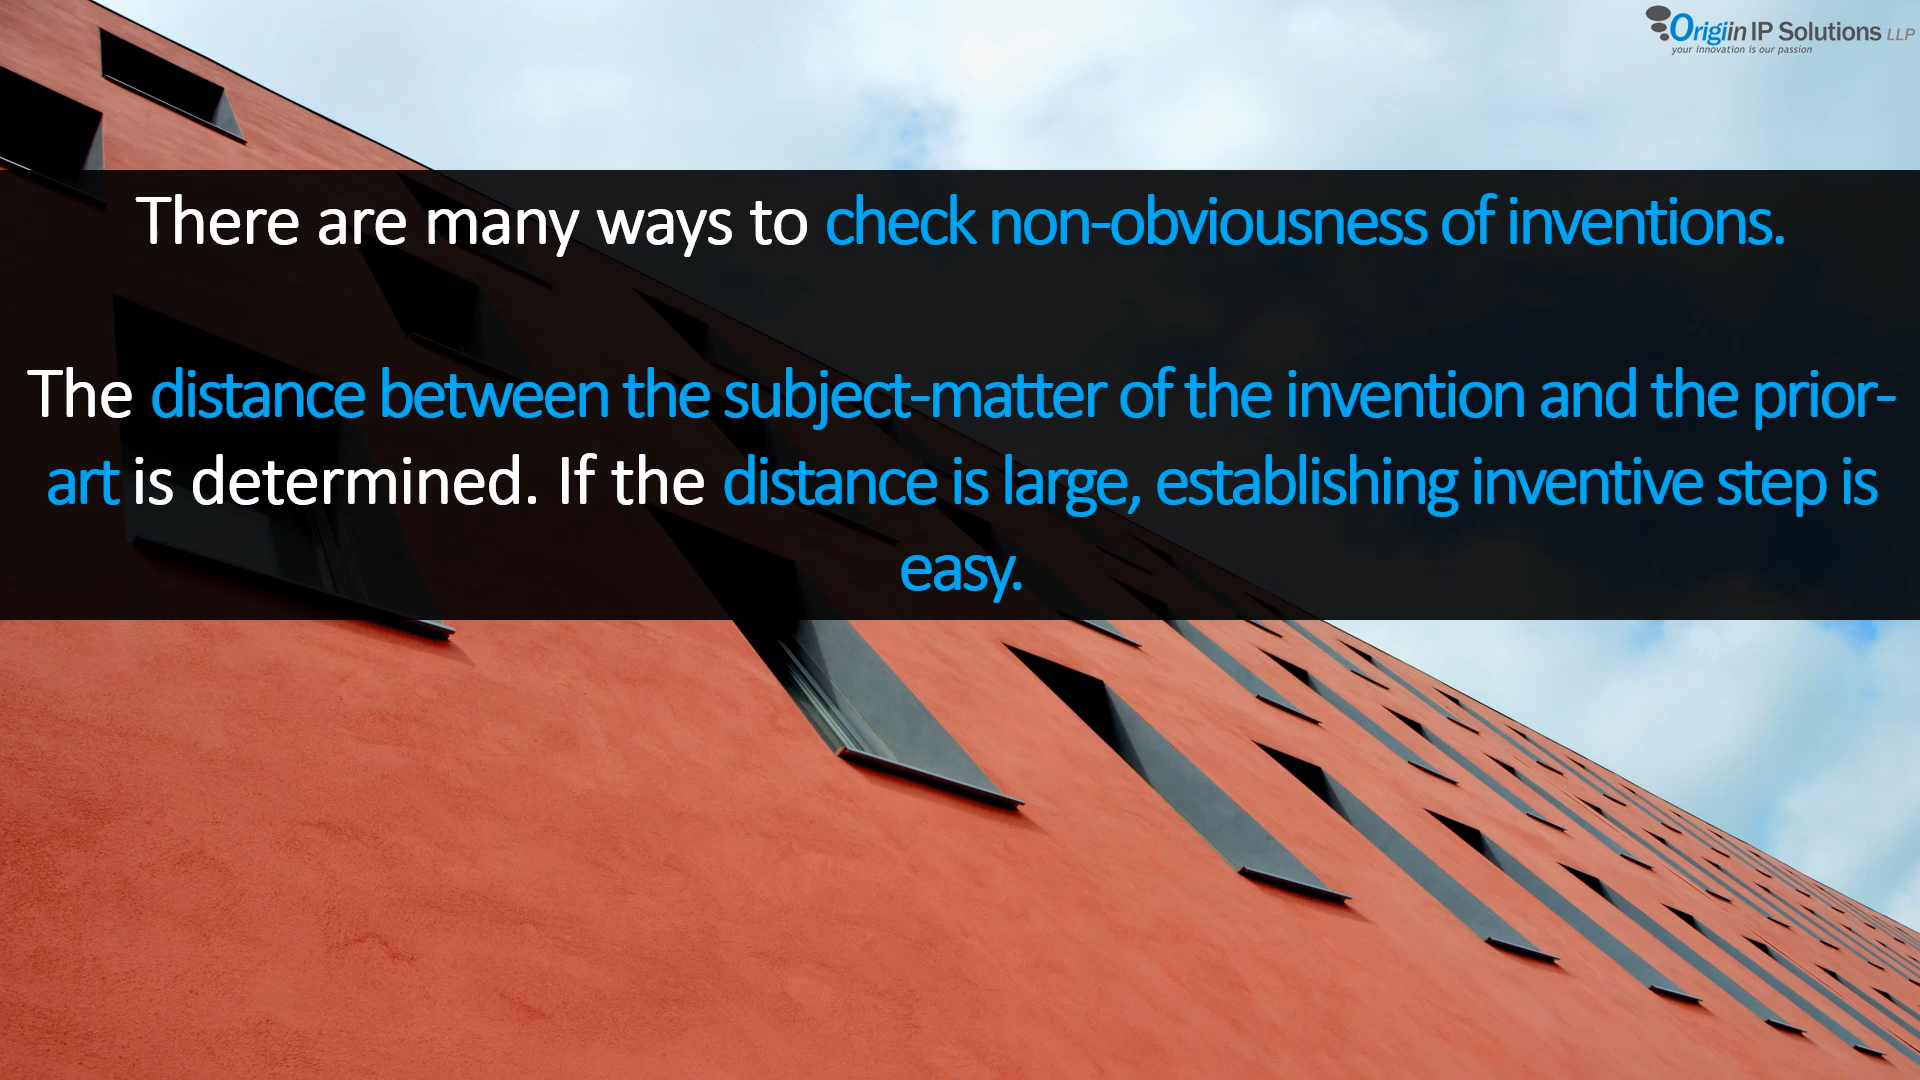 Origiin IP Solutions LLP
your innovation is our passion
There are many ways to check non-obviousness of inventions.
The distance between the subject-matter of the invention and the prior-
art is determined. If the distance is large, establishing inventive step is
easy.